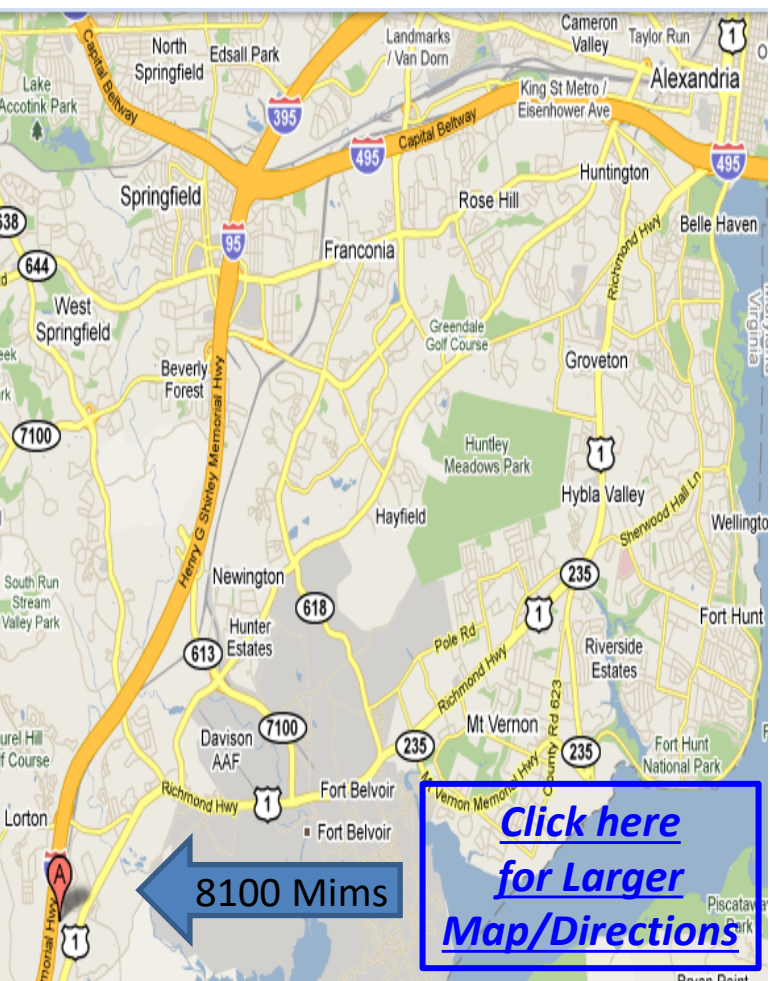 Capital Beltway
North
Springfield
Edsall Park
Landmarks
/ Van Dorn
Cameron
Valley
Taylor Run
1
Alexandria
Lake
Accotink Park
395
King St Metro /
Eisenhower Ave
495
Capital Beltway
495
Springfield
Huntington
Rose Hill
638
95
Franconia
Belle Haven
644
Richmond Hwy
Virginia
West
Springfield
Greendale
Golf Course
Beverly
Forest
Groveton
7100
Henry G Shirley Memorial Hwy
Huntley
Meadows Park
1
Hybla Valley
Sherwood Hall Ln
Hayfield
Newington
235
South Run
Stream
Valley Park
618
1
Fort Hunt
Hunter
Estates
Pole Rd
613
Riverside
Estates
Richmond Hwy
7100
Mt Vernon
County Rd 623
Davison
AAF
235
235
Fort Hunt
National Park
Mt Vernon Memorial Hwy
Richmond Hwy
1
Fort Belvoir
Lorton
Fort Belvoir
Click here
for Larger
Map/Directions
A
8100 Mims
1
Park